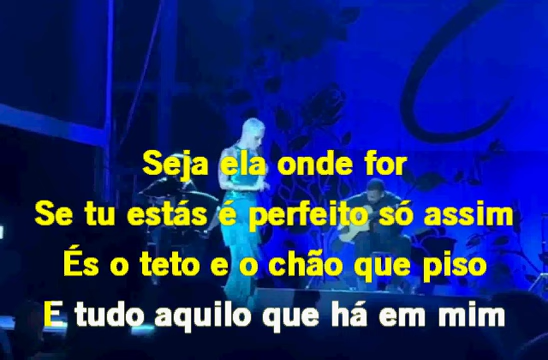 Seja ela onde for
Se tu estás é perfeito só assim
És o teto e o chão que piso
E tudo aquilo que há em mim